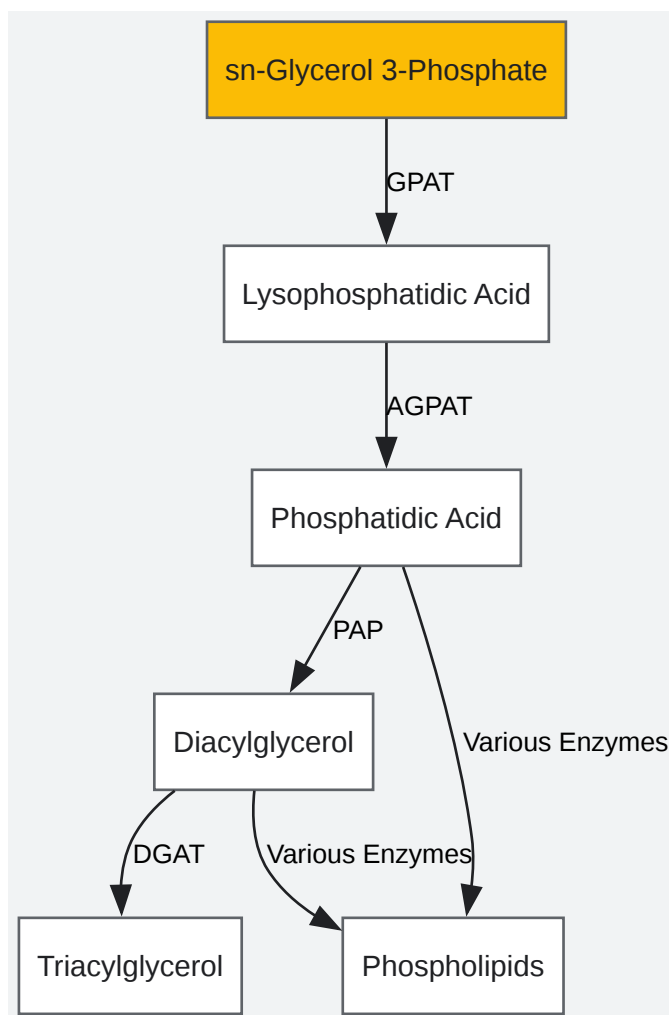 sn-Glycerol 3-Phosphate
GPAT
Lysophosphatidic Acid
AGPAT
Phosphatidic Acid
PAP
Diacylglycerol
Various Enzymes
DGAT
Various Enzymes
Triacylglycerol
Phospholipids